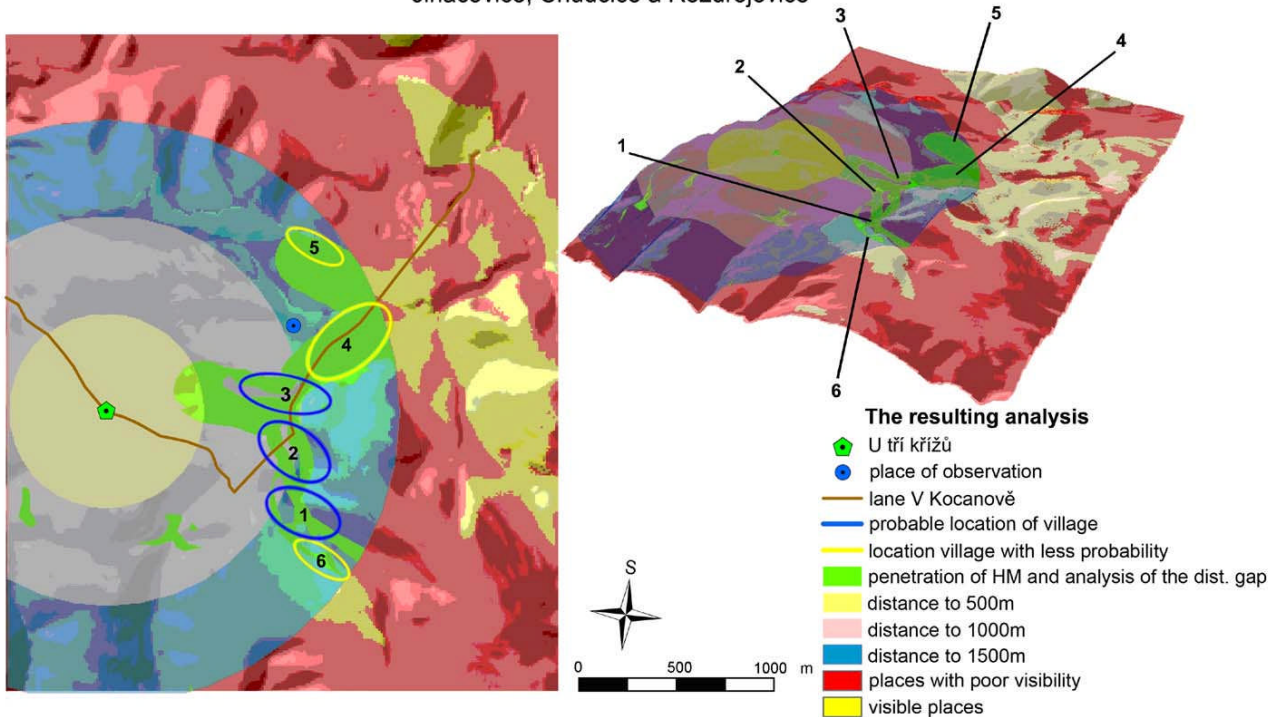 Jinačovice, Chudčice a Rozdrojovice
3
5
4
2
1
6
5
4
3
2
1
6
The resulting analysis
U tří křížů
place of observation
lane V Kocanově
probable location of village
location village with less probability
penetration of HM and analysis of the dist. gap
distance to 500m
distance to 1000m
distance to 1500m
places with poor visibility
visible places
S
0 500 1000 m